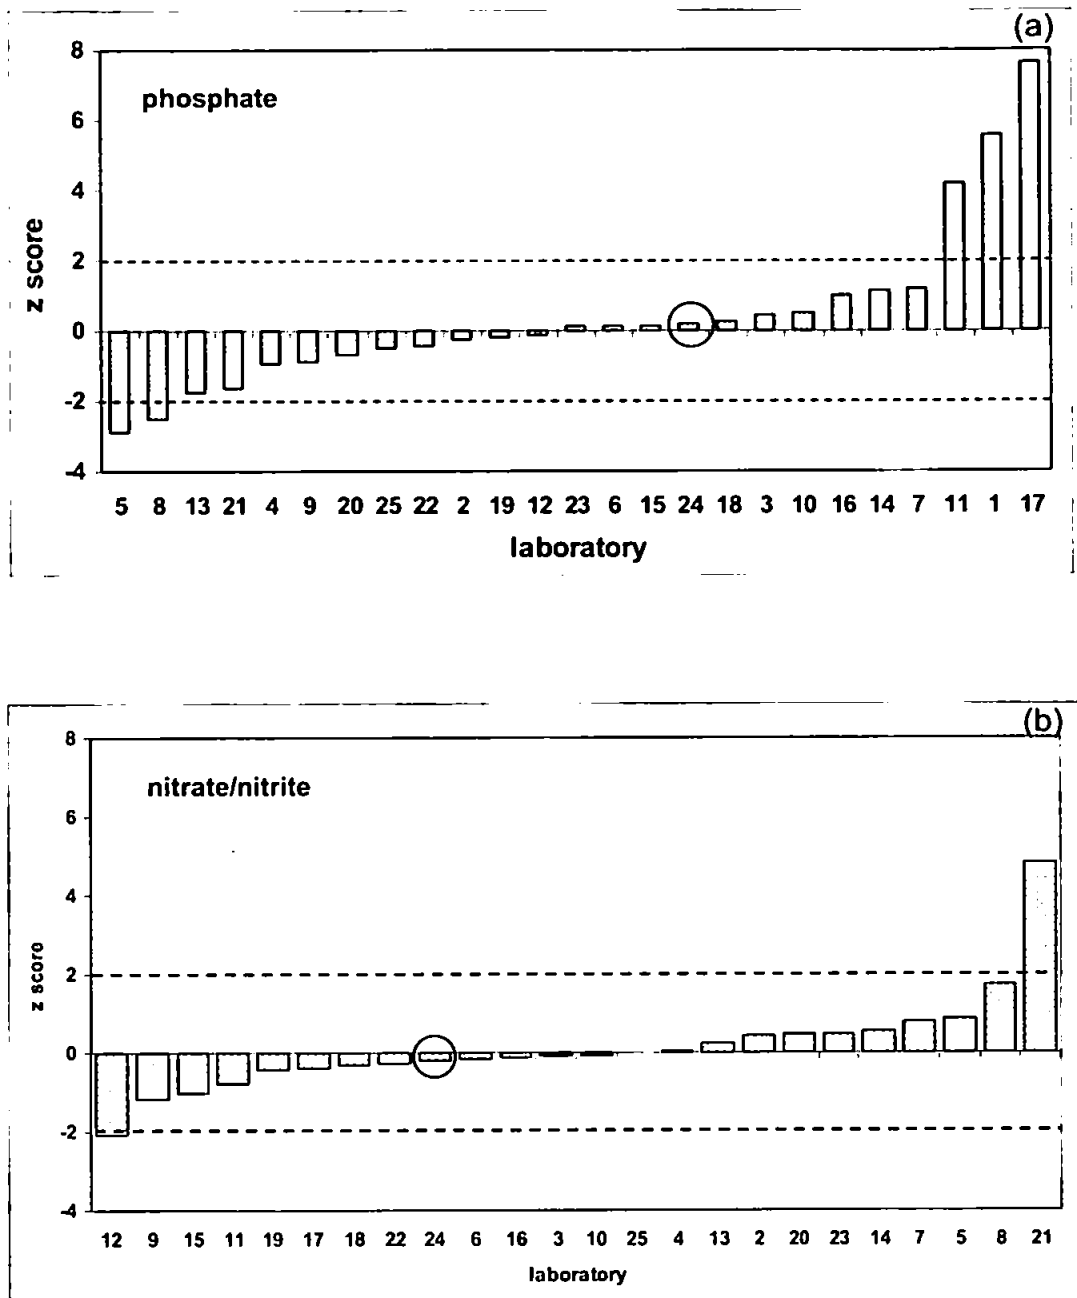 (a)
phosphate
8
6
4
2
0
-2
-4
z score
5 8 13 21 4 9 20 25 22 2 19 12 23 6 15 24 18 3 10 16 14 7 11 1 17
laboratory
(b)
nitrate/nitrite
8
6
4
2
0
-2
-4
z scoro
12 9 15 11 19 17 18 22 24 6 16 3 10 25 4 13 2 20 23 14 7 5 8 21
laboratory